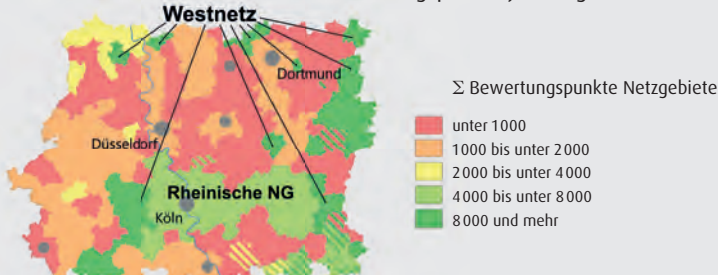 Westnetz
Dortmund
Düsseldorf
Rheinische NG
Köln
Σ Bewertungspunkte Netzgebiete
unter 1000
1000 bis unter 2000
2000 bis unter 4000
4000 bis unter 8000
8000 und mehr